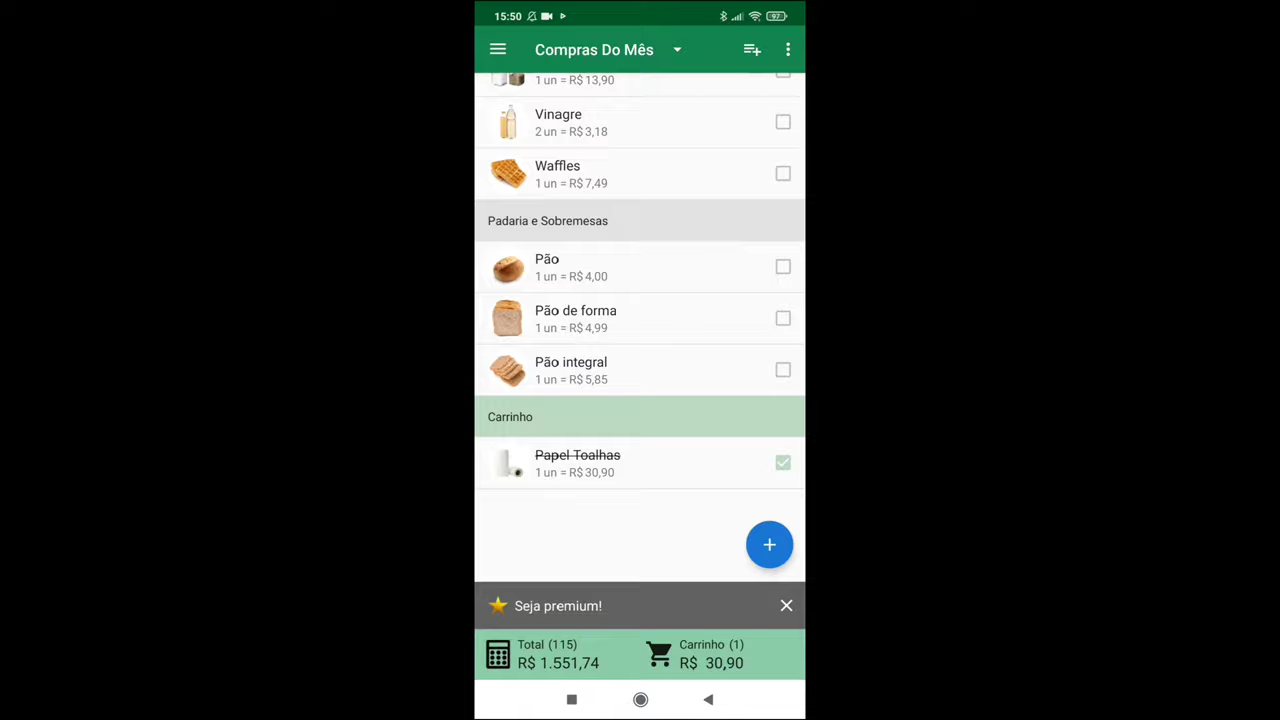 15:50
97
Compras Do Mês
1 un = R$ 13,90
Vinagre
2 un = R$ 3,18
Waffles
1 un = R$ 7,49
Padaria e Sobremesas
Pão
1 un = R$ 4,00
Pão de forma
1 un = R$ 4,99
Pão integral
1 un = R$ 5,85
Carrinho
Papel Toalhas
1 un = R$ 30,90
Seja premium!
Total (115)
R$ 1.551,74
Carrinho (1)
R$ 30,90